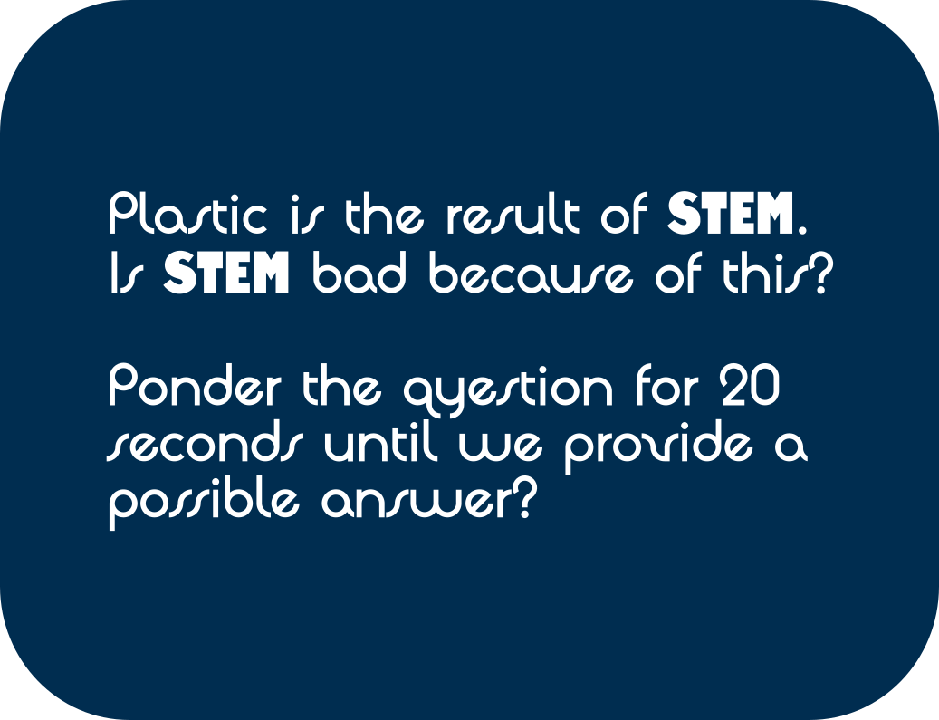 Plastic is the result of STEM.
Is STEM bad because of this?
Ponder the qyestion for 20
seconds until we provide a
possible answer?